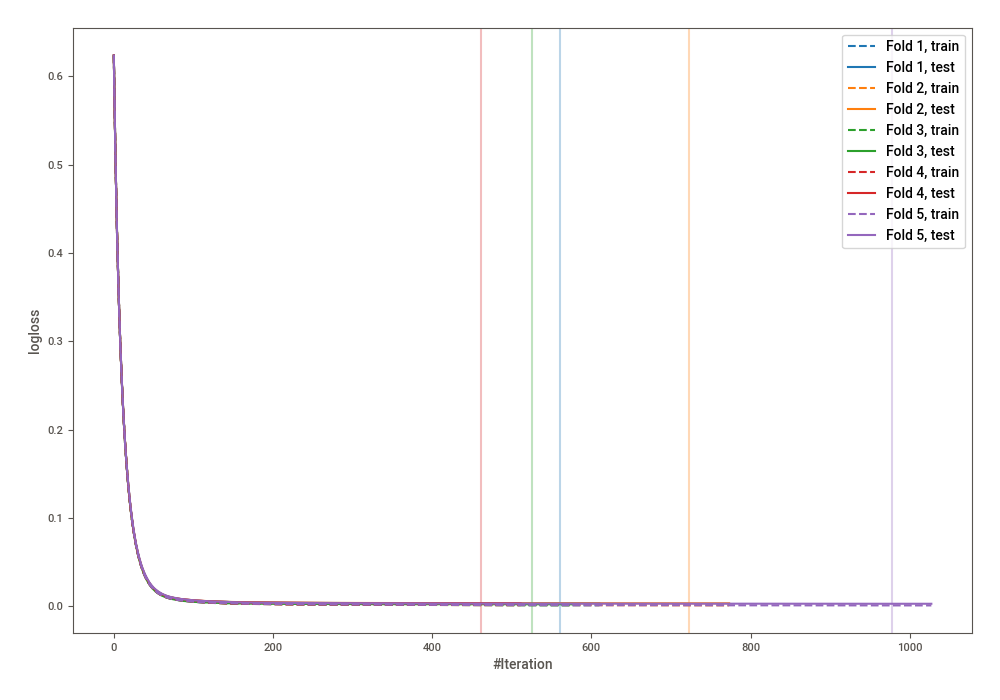 0.6
0.5
0.4
0.3
0.2
0.1
0.0
logloss
0
200
400
600
800
1000
#Iteration
Fold 1, train
Fold 1, test
Fold 2, train
Fold 2, test
Fold 3, train
Fold 3, test
Fold 4, train
Fold 4, test
Fold 5, train
Fold 5, test